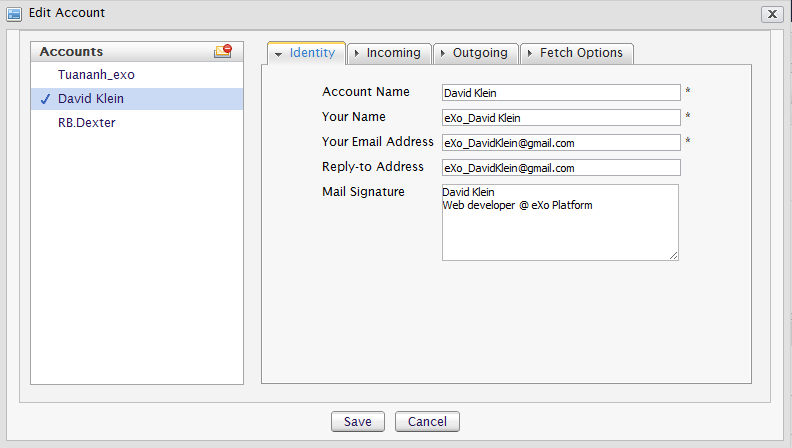 Edit Account
Accounts
Tuananh_exo
David Klein
RB.Dexter
Identity
Incoming
Outgoing
Fetch Options
Account Name David Klein *
Your Name eXo_David Klein *
Your Email Address eXo_DavidKlein@gmail.com *
Reply-to Address eXo_DavidKlein@gmail.com
Mail Signature David Klein
Web developer @ eXo Platform
Save Cancel